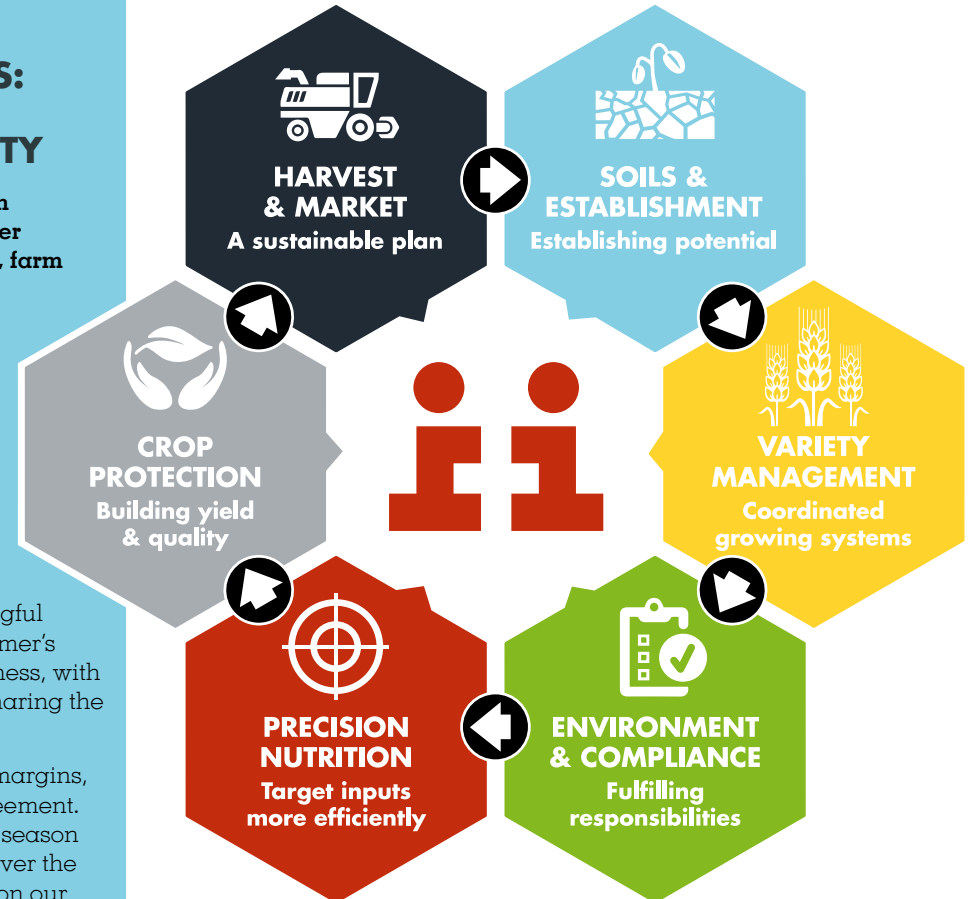 S:
TY
n
er
, farm
gful
mer's
ness, with
haring the
margins,
eement.
season
ver the
on our
HARVEST
& MARKET
A sustainable plan
SOILS &
ESTABLISHMENT
Establishing potential
VARIETY
MANAGEMENT
Coordinated
growing systems
ENVIRONMENT
& COMPLIANCE
Fulfilling
responsibilities
PRECISION
NUTRITION
Target inputs
more efficiently
CROP
PROTECTION
Building yield
& quality